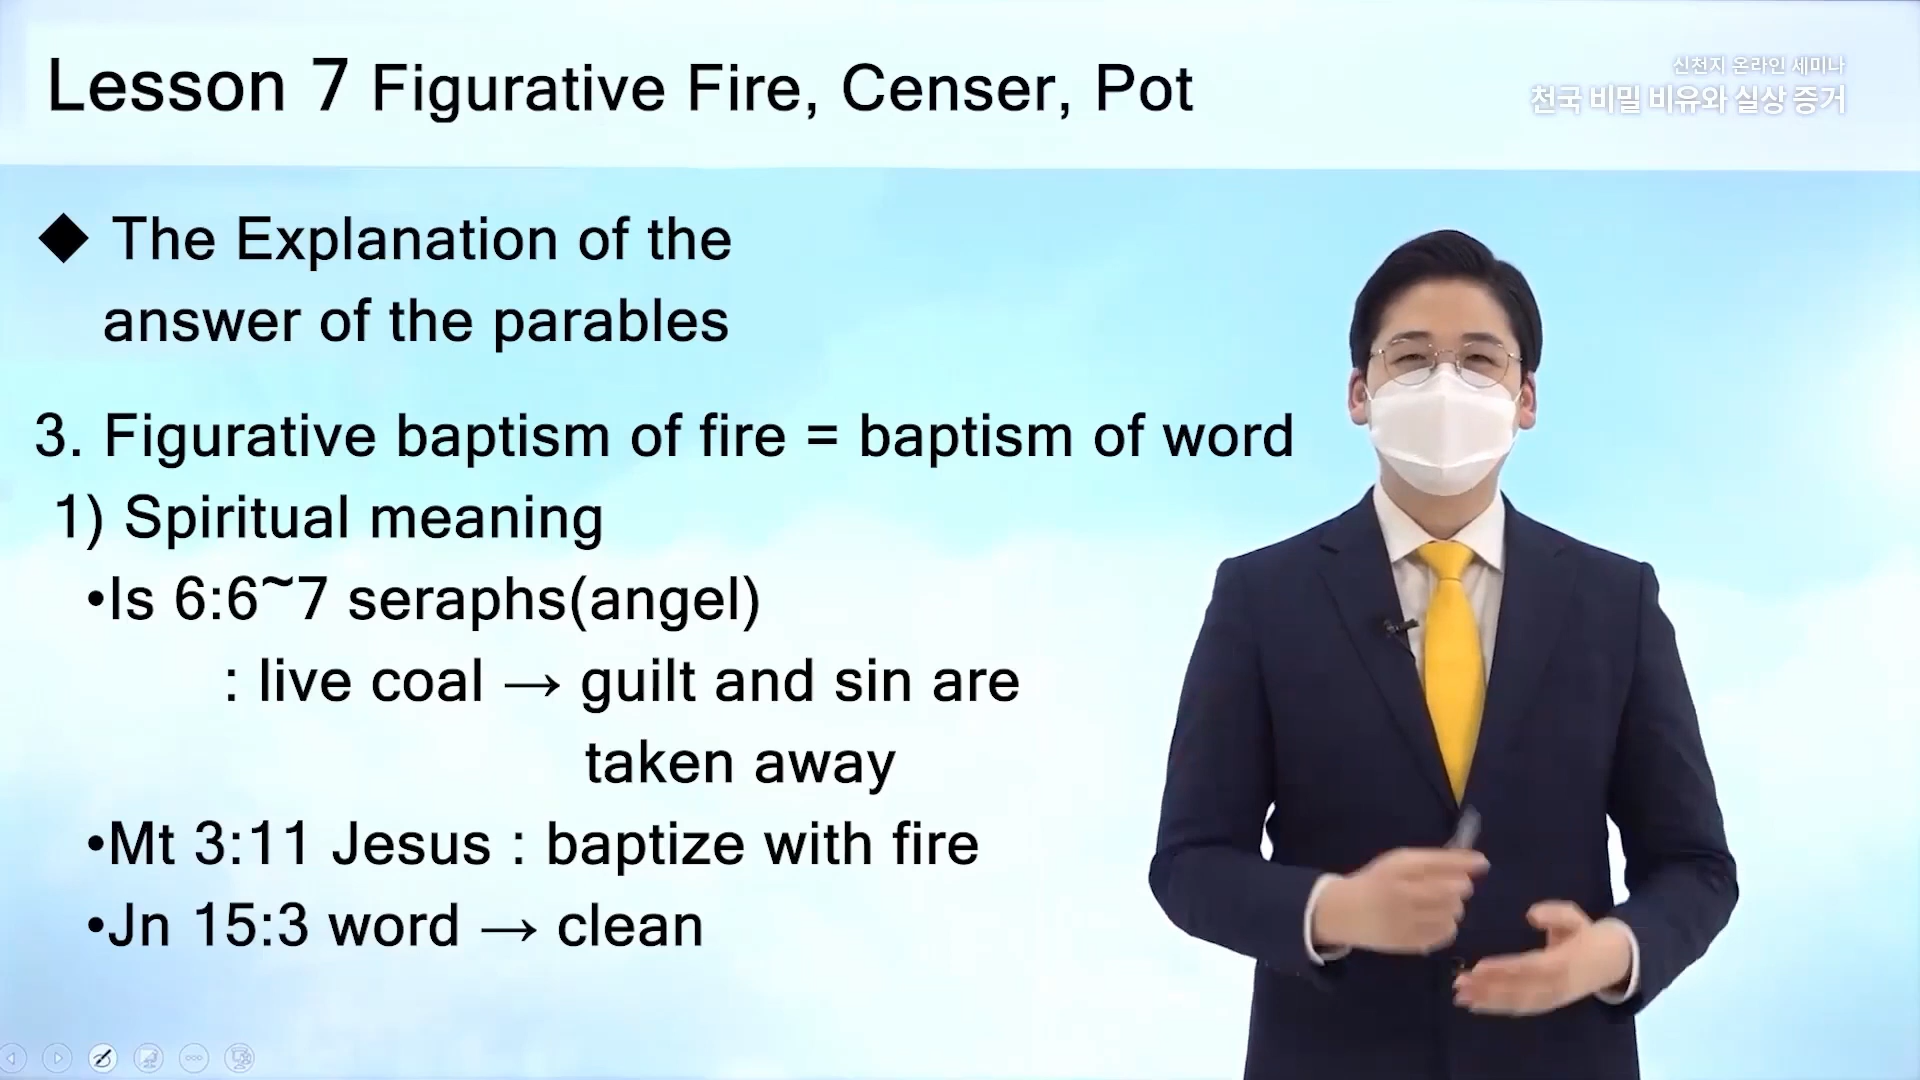 Lesson 7 Figurative Fire, Censer, Pot
신천지 온라인 세미나
천국 비밀 비유와 실상 증거
◆ The Explanation of the
answer of the parables
3. Figurative baptism of fire = baptism of word
1) Spiritual meaning
•Is 6:6~7 seraphs(angel)
: live coal → guilt and sin are
taken away
•Mt 3:11 Jesus : baptize with fire
•Jn 15:3 word → clean